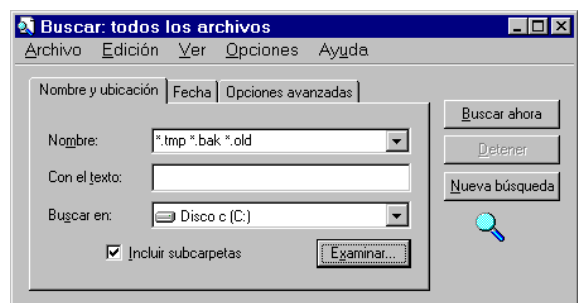 Buscar: todos los archivos
Archivo Edición Ver Opciones Ayuda
Nombre y ubicación Fecha Opciones avanzadas
Nombre: *.tmp *.bak *.old
Con el texto:
Buscar en: Disco c (C:)
Incluir subcarpetas Examinar...
Buscar ahora
Detener
Nueva búsqueda